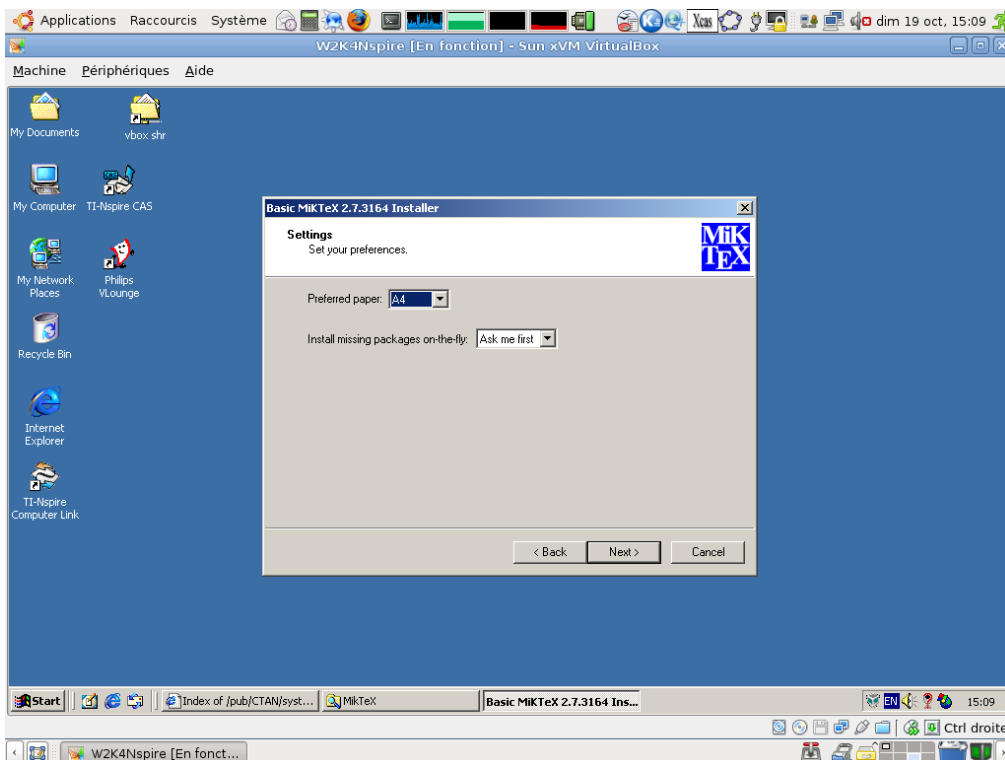 Applications Raccourcis Système Xcas dim 19 oct, 15:09
W2K4Nspire [En fonction] - Sun xVM VirtualBox
Machine Périphériques Aide
My Documents
vbox shr
My Computer
TI-Nspire CAS
My Network
Places
Philips
VLounge
Recycle Bin
Internet
Explorer
TI-Nspire
Computer Link
Basic MiKTeX 2.7.3164 Installer
Settings
Set your preferences.
MiK
TEX
Preferred paper: A4
Install missing packages on-the-fly: Ask me first
< Back Next > Cancel
Start Index of /pub/CTAN/syst... MikTeX Basic MiKTeX 2.7.3164 Ins... EN 15:09
Ctrl droite
W2K4Nspire [En fonct...